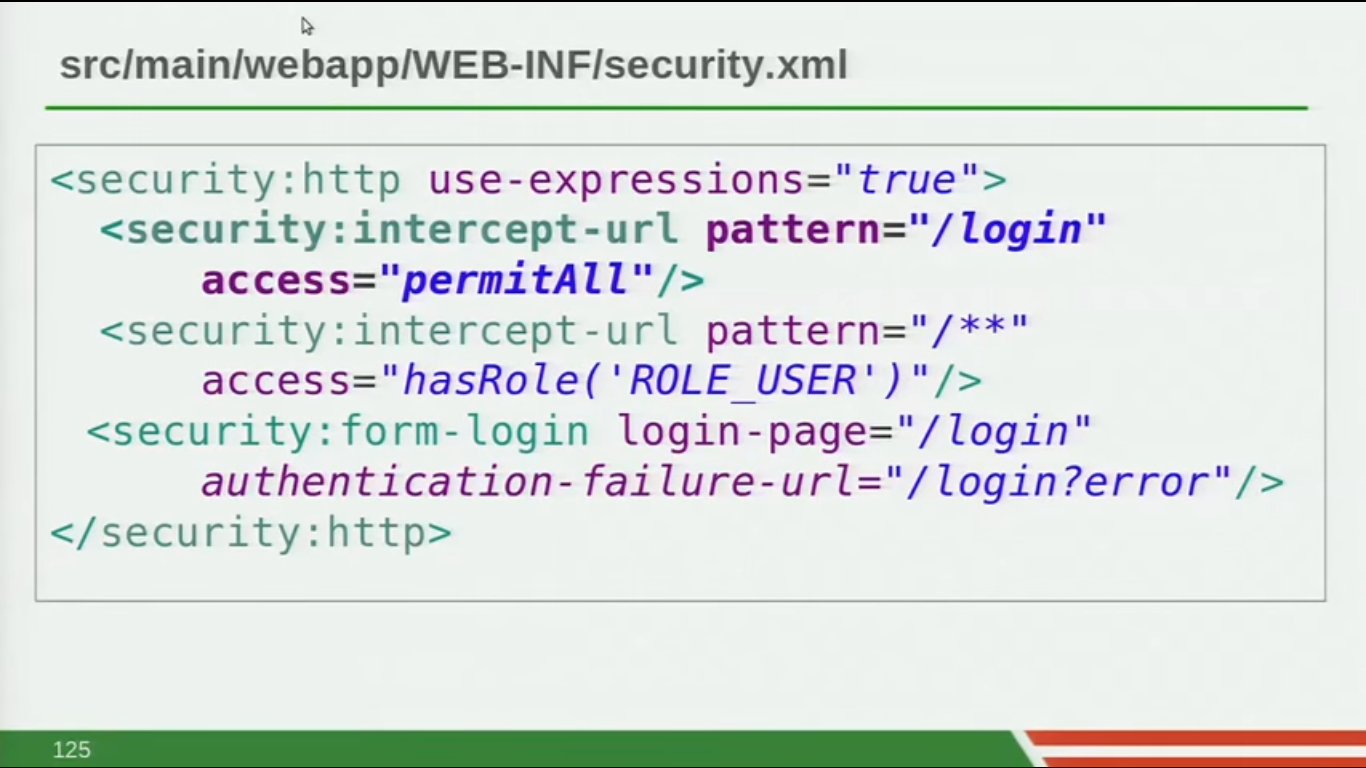 src/main/webapp/WEB-INF/security.xml
<security:http use-expressions="true">
<security:intercept-url pattern="/login"
access="permitAll"/>
<security:intercept-url pattern="/**"
access="hasRole('ROLE_USER')"/>
<security:form-login login-page="/login"
authentication-failure-url="/login?error"/>
</security:http>
125